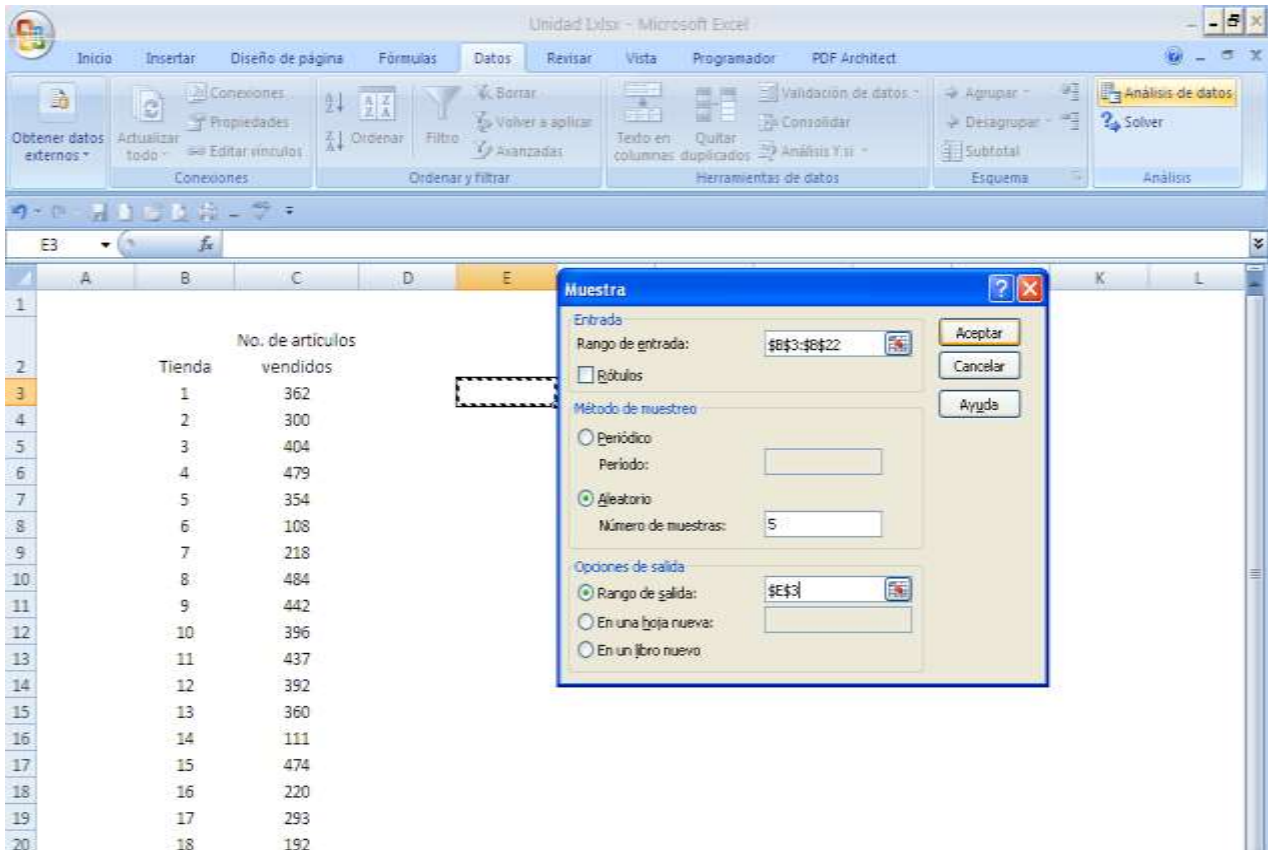 Unidad I.xlsx - Microsoft Excel
Inicio Insertar Diseño de página Fórmulas Datos Revisar Vista Programador PDF Architect
Obtener datos externos
Actualizar todo
Conexiones
Propiedades
Editar vínculos
Conexiones
Ordenar
Filtro
Borrar
Volver a aplicar
Avanzadas
Ordenar y filtrar
Texto en columnas
Quitar duplicados
Validación de datos
Consolidar
Análisis Y si
Herramientas de datos
Agrupar
Desagrupar
Subtotal
Esquema
Análisis de datos
Solver
Análisis
E3 fx
A B C D E K L
1
No. de artículos
2 Tienda vendidos
3 1 362
4 2 300
5 3 404
6 4 479
7 5 354
8 6 108
9 7 218
10 8 484
11 9 442
12 10 396
13 11 437
14 12 392
15 13 360
16 14 111
17 15 474
18 16 220
19 17 293
20 18 192
Muestra
Entrada
Rango de entrada: $B$3:$B$22
Rótulos
Método de muestreo
Periódico
Período:
Aleatorio
Número de muestras: 5
Opciones de salida
Rango de salida: $E$3
En una hoja nueva:
En un libro nuevo
Aceptar
Cancelar
Ayuda